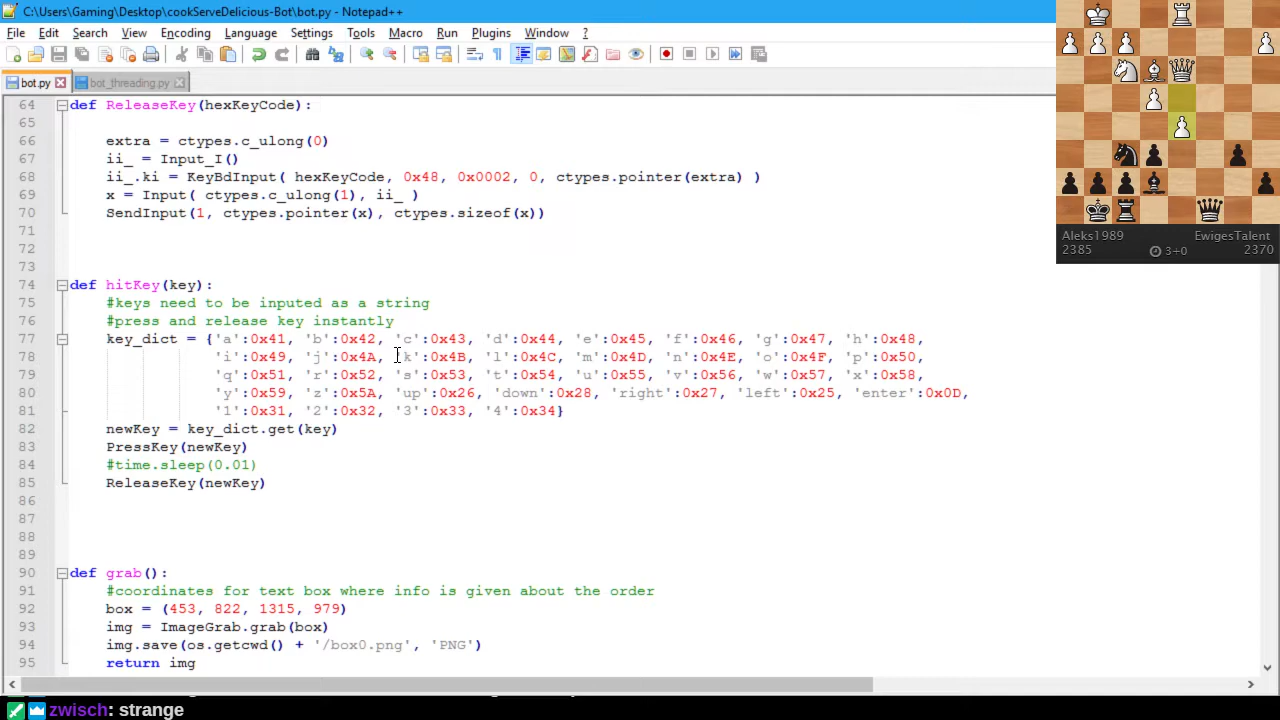 C:\Users\Gaming\Desktop\cookServeDelicious-Bot\bot.py - Notepad++
File Edit Search View Encoding Language Settings Tools Macro Run Plugins Window ?
bot.py bot_threading.py
64 def ReleaseKey(hexKeyCode):
65
66 extra = ctypes.c_ulong(0)
67 ii_ = Input_I()
68 ii_.ki = KeyBdInput( hexKeyCode, 0x48, 0x0002, 0, ctypes.pointer(extra) )
69 x = Input( ctypes.c_ulong(1), ii_ )
70 SendInput(1, ctypes.pointer(x), ctypes.sizeof(x))
71
72
73
74 def hitKey(key):
75 #keys need to be inputed as a string
76 #press and release key instantly
77 key_dict = {'a':0x41, 'b':0x42, 'c':0x43, 'd':0x44, 'e':0x45, 'f':0x46, 'g':0x47, 'h':0x48,
78 'i':0x49, 'j':0x4A, 'k':0x4B, 'l':0x4C, 'm':0x4D, 'n':0x4E, 'o':0x4F, 'p':0x50,
79 'q':0x51, 'r':0x52, 's':0x53, 't':0x54, 'u':0x55, 'v':0x56, 'w':0x57, 'x':0x58,
80 'y':0x59, 'z':0x5A, 'up':0x26, 'down':0x28, 'right':0x27, 'left':0x25, 'enter':0x0D,
81 '1':0x31, '2':0x32, '3':0x33, '4':0x34}
82 newKey = key_dict.get(key)
83 PressKey(newKey)
84 #time.sleep(0.01)
85 ReleaseKey(newKey)
86
87
88
89
90 def grab():
91 #coordinates for text box where info is given about the order
92 box = (453, 822, 1315, 979)
93 img = ImageGrab.grab(box)
94 img.save(os.getcwd() + '/box0.png', 'PNG')
95 return img
Aleks1989 EwigesTalent
2385 3+0 2370
zwisch: strange